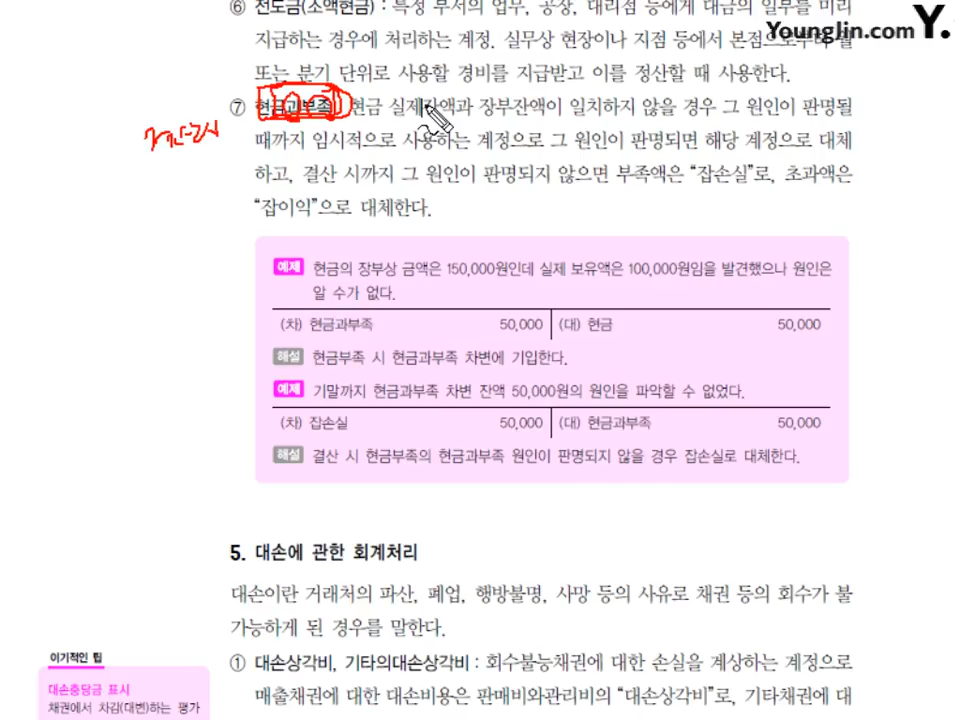 ⑥ 전도금(소액현금) : 특정 부서의 업무, 공장, 대리점 등에게 대금의 일부를 미리
Younglin.com Y.
지급하는 경우에 처리하는 계정. 실무상 현장이나 지점 등에서 본점으로부터 월
또는 분기 단위로 사용할 경비를 지급받고 이를 정산할 때 사용한다.
⑦ 현금과부족 : 현금 실제잔액과 장부잔액이 일치하지 않을 경우 그 원인이 판명될
때까지 임시적으로 사용하는 계정으로 그 원인이 판명되면 해당 계정으로 대체
하고, 결산 시까지 그 원인이 판명되지 않으면 부족액은 “잡손실”로, 초과액은
“잡이익”으로 대체한다.
예제 현금의 장부상 금액은 150,000원인데 실제 보유액은 100,000원임을 발견했으나 원인은
알 수가 없다.
(차) 현금과부족 50,000 (대) 현금 50,000
해설 현금부족 시 현금과부족 차변에 기입한다.
예제 기말까지 현금과부족 차변 잔액 50,000원의 원인을 파악할 수 없었다.
(차) 잡손실 50,000 (대) 현금과부족 50,000
해설 결산 시 현금부족의 현금과부족 원인이 판명되지 않을 경우 잡손실로 대체한다.
5. 대손에 관한 회계처리
대손이란 거래처의 파산, 폐업, 행방불명, 사망 등의 사유로 채권 등의 회수가 불
가능하게 된 경우를 말한다.
① 대손상각비, 기타의대손상각비 : 회수불능채권에 대한 손실을 계상하는 계정으로
매출채권에 대한 대손비용은 판매비와관리비의 “대손상각비”로, 기타채권에 대
이기적인 팁
대손충당금 표시
채권에서 차감(대변)하는 평가